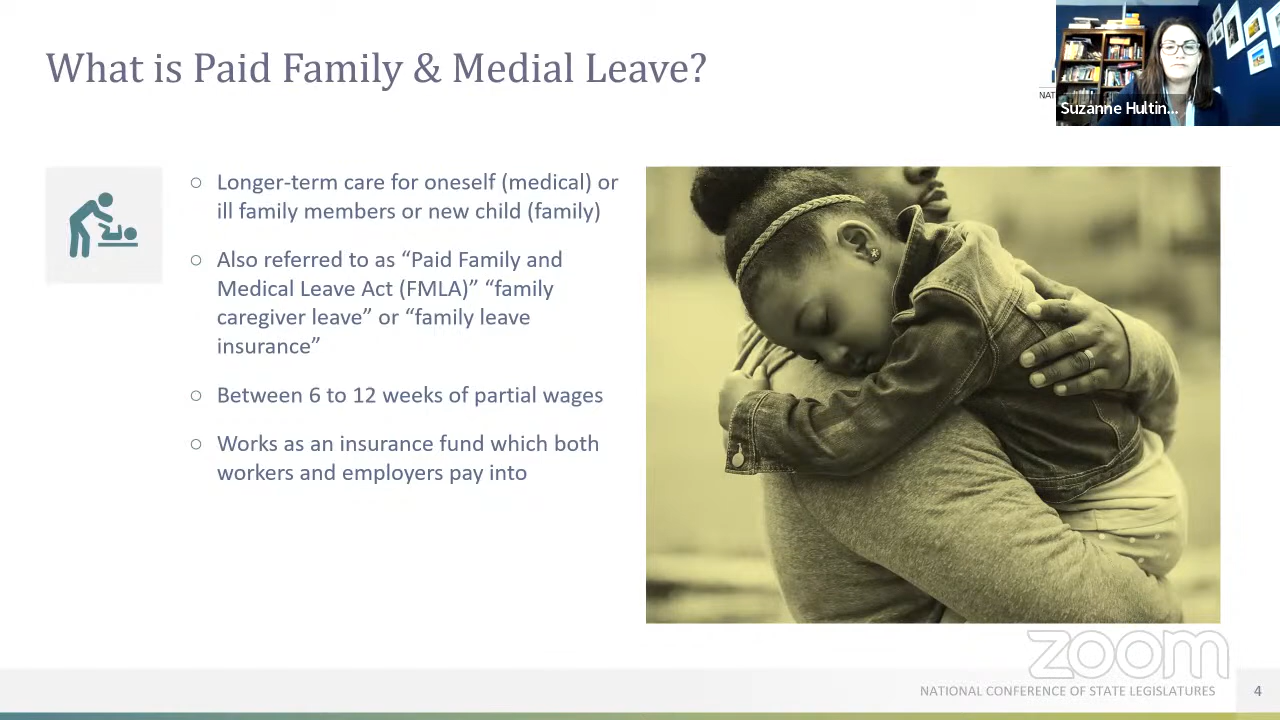 What is Paid Family & Medial Leave?
NAT
Suzanne Hultin...
○ Longer-term care for oneself (medical) or
ill family members or new child (family)
○ Also referred to as “Paid Family and
Medical Leave Act (FMLA)” “family
caregiver leave” or “family leave
insurance”
○ Between 6 to 12 weeks of partial wages
○ Works as an insurance fund which both
workers and employers pay into
zoom
NATIONAL CONFERENCE OF STATE LEGISLATURES 4